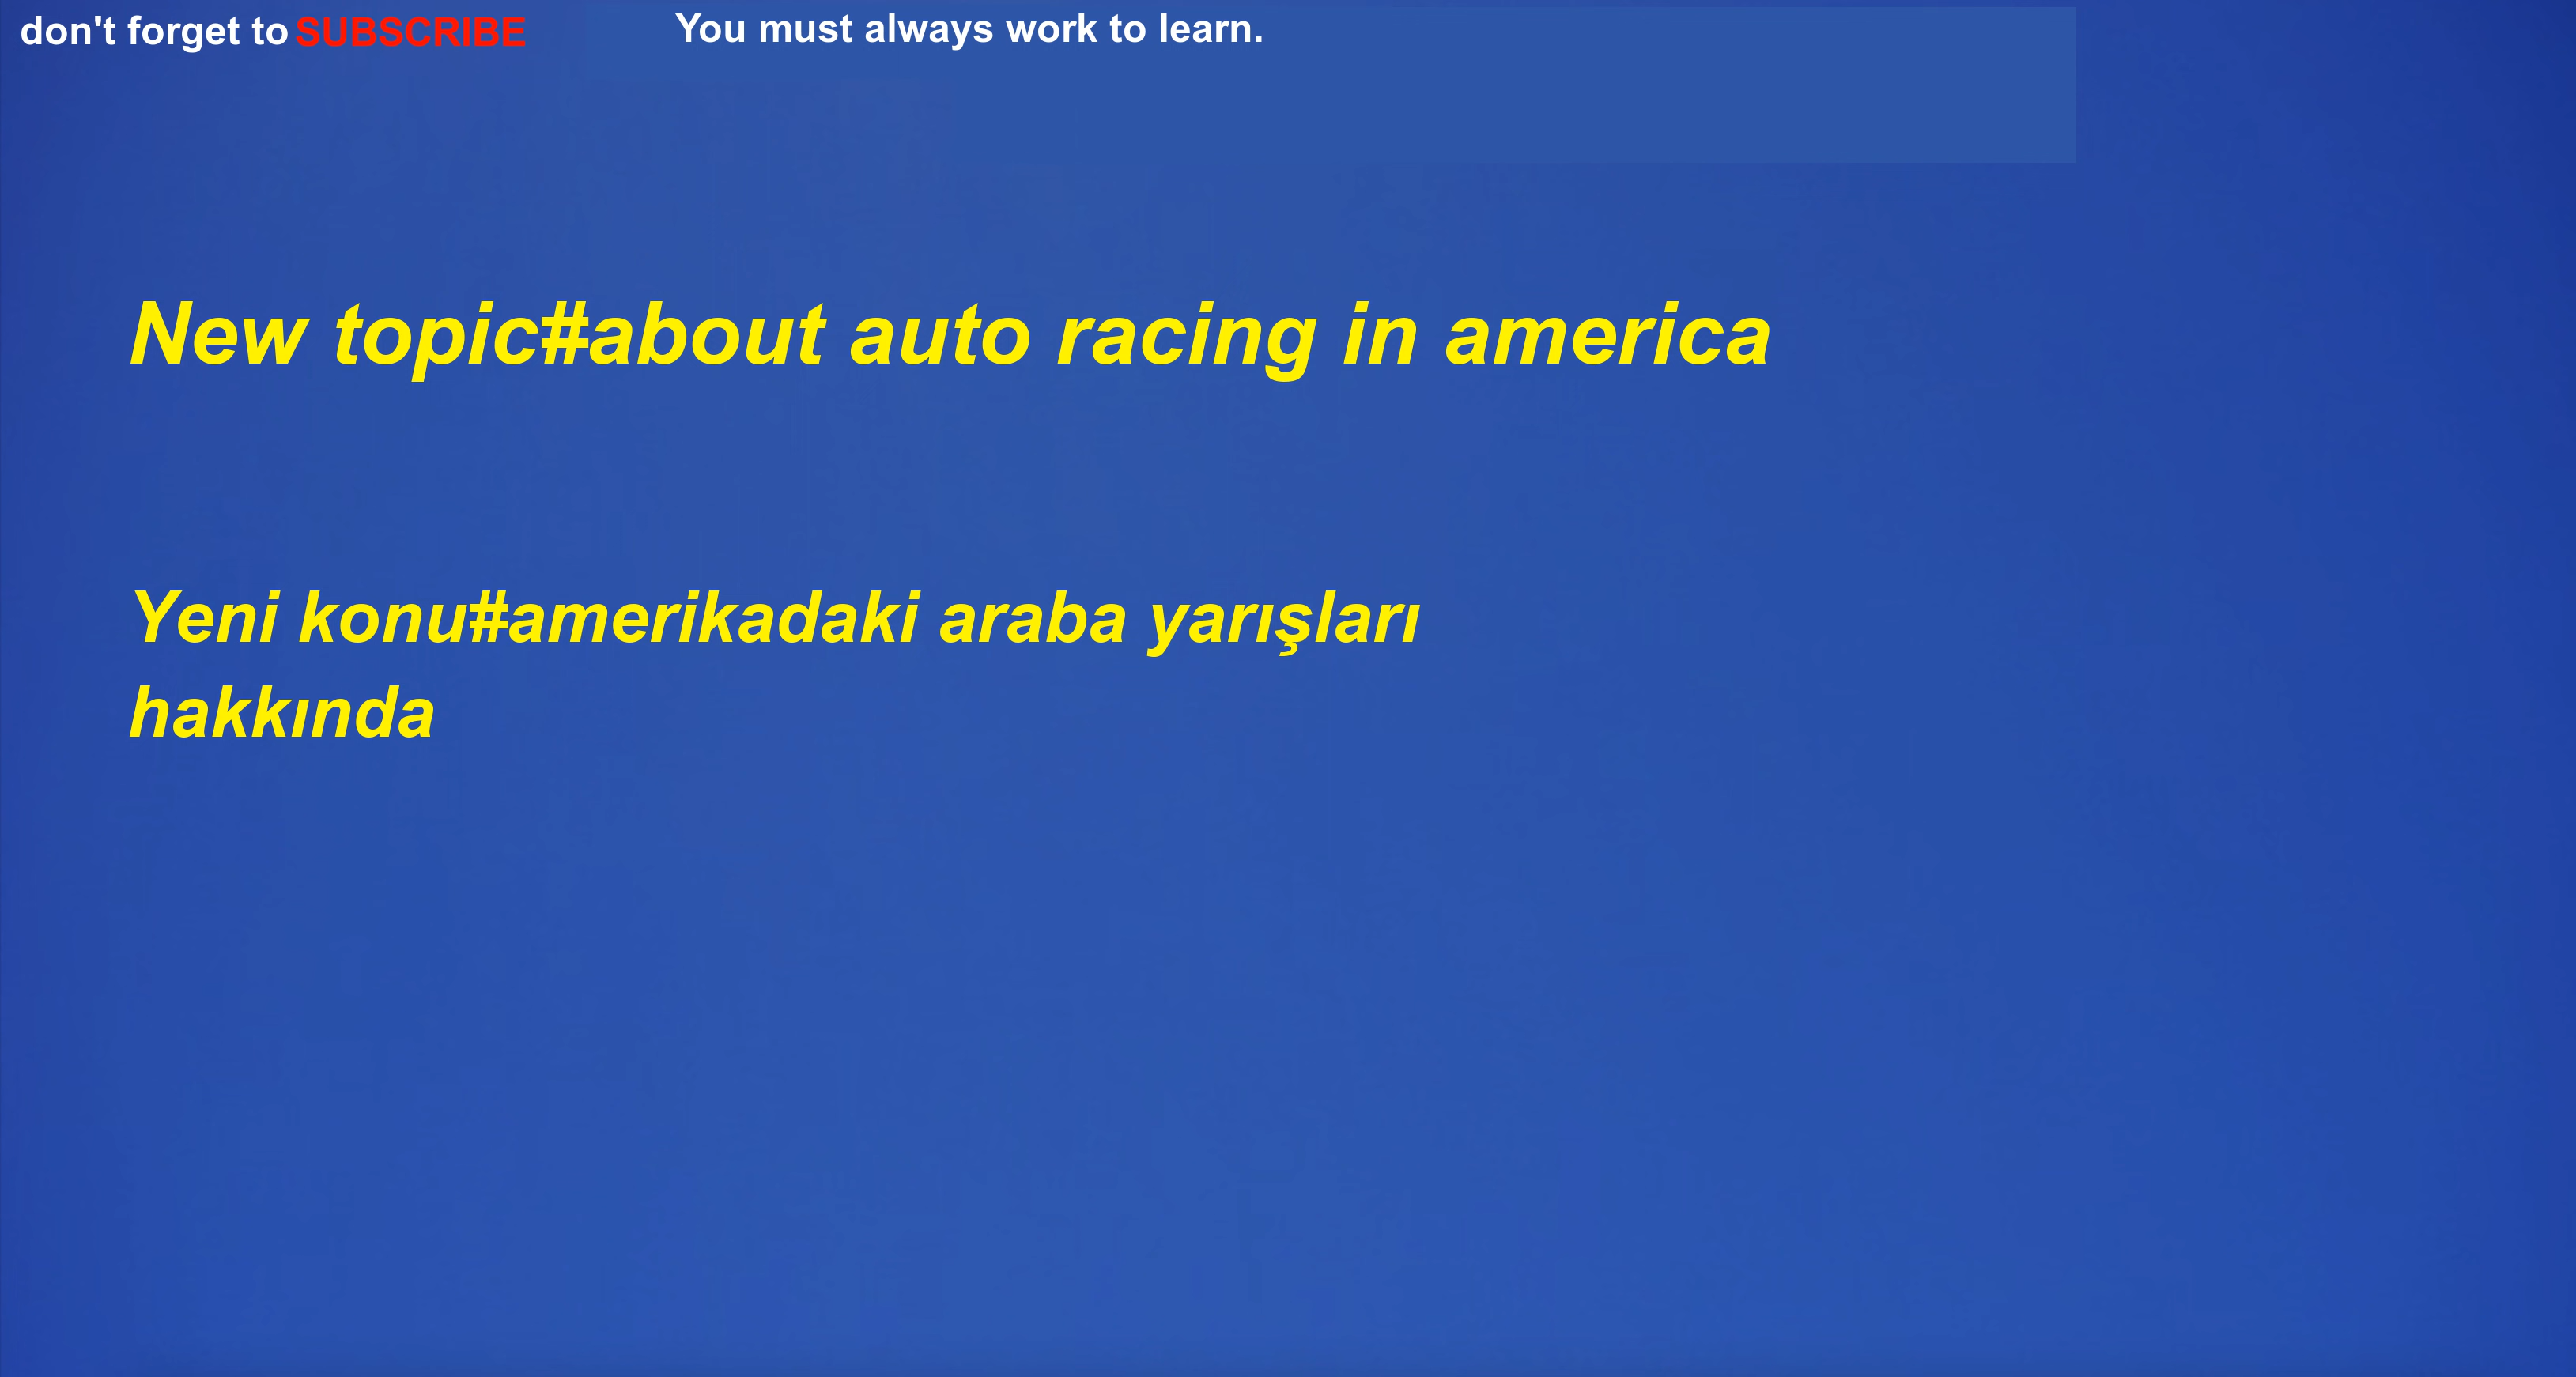 don't forget to SUBSCRIBE
You must always work to learn.
New topic#about auto racing in america
Yeni konu#amerikadaki araba yarışları
hakkında